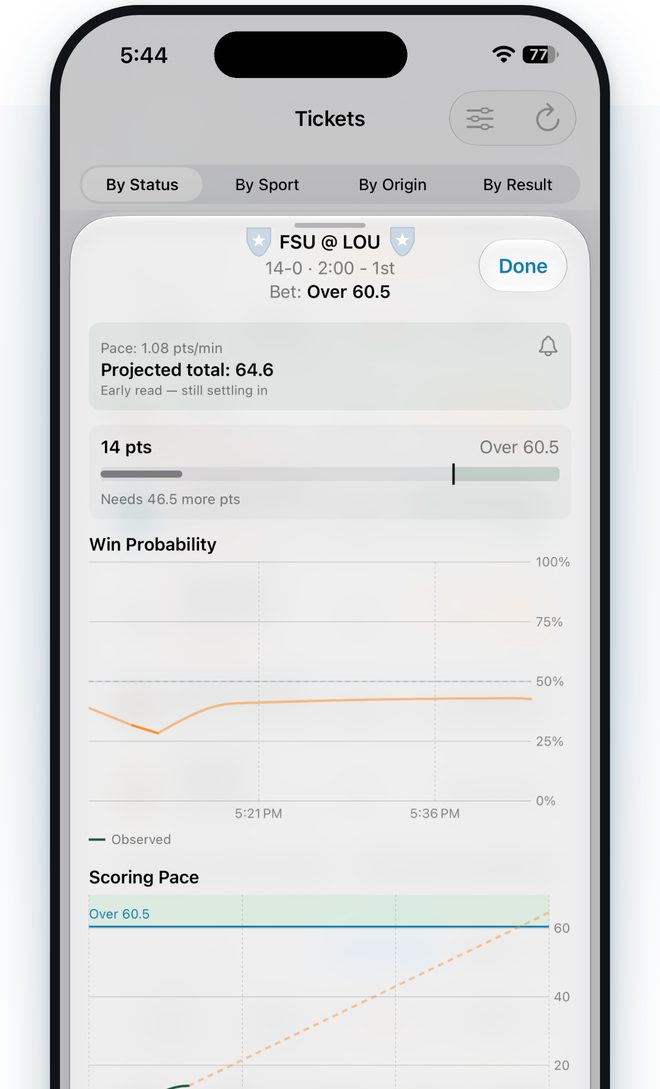 5:44
77
Tickets
By Status
By Sport
By Origin
By Result
FSU @ LOU
14-0 · 2:00 - 1st
Bet: Over 60.5
Done
Pace: 1.08 pts/min
Projected total: 64.6
Early read — still settling in
14 pts
Over 60.5
Needs 46.5 more pts
Win Probability
100%
75%
50%
25%
0%
5:21 PM
5:36 PM
Observed
Scoring Pace
Over 60.5
60
40
20